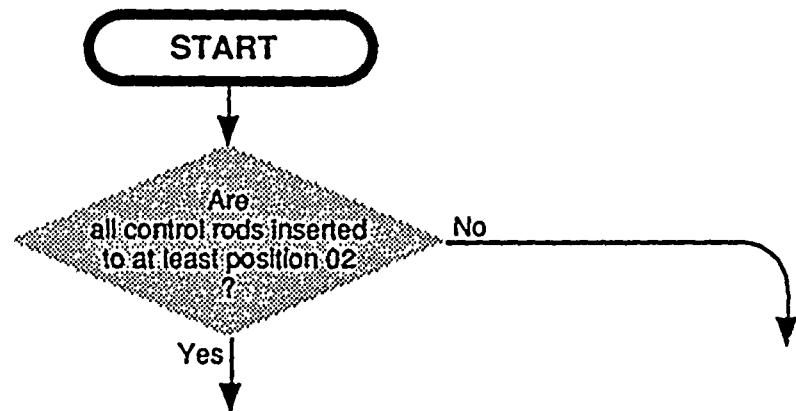 START
Are
all control rods inserted
to at least position 02
?
No
Yes